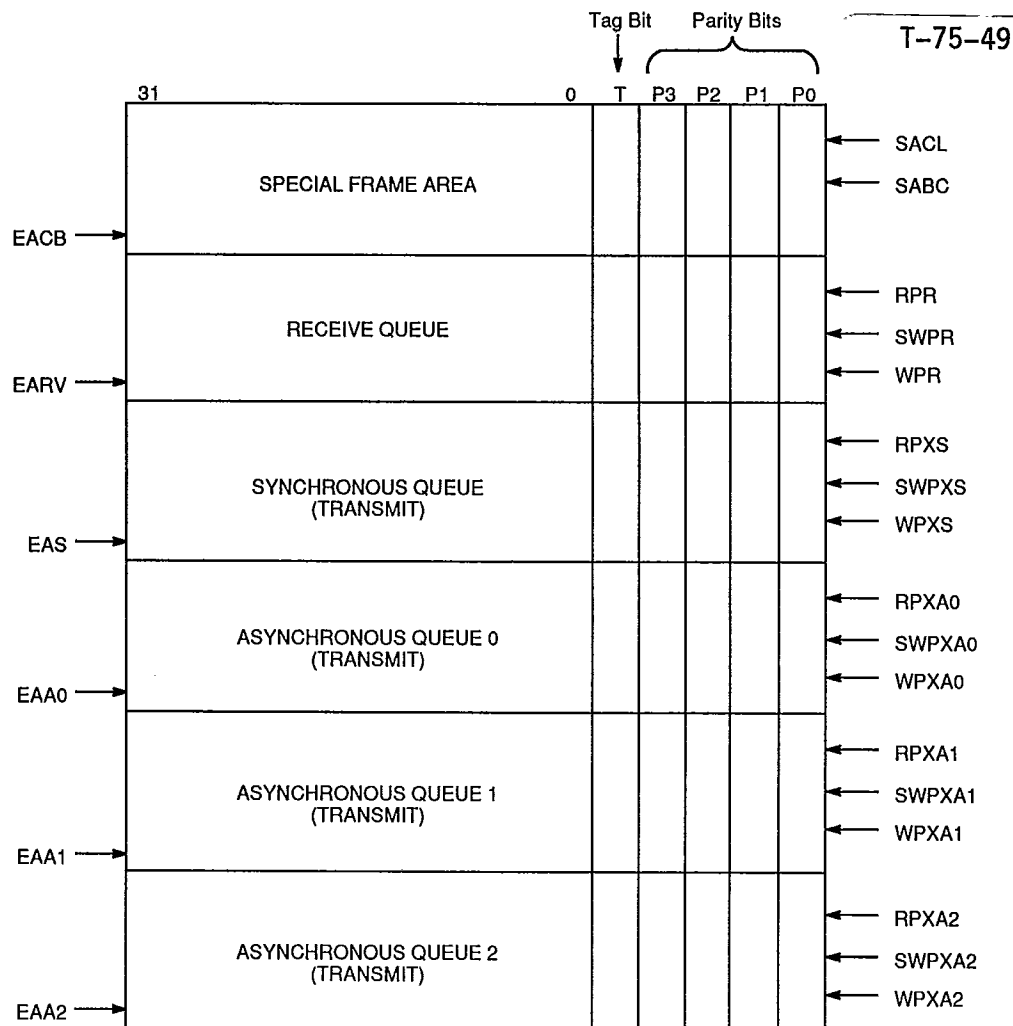 Tag Bit
Parity Bits
T-75-49
31
0
T
P3
P2
P1
P0
SACL
SPECIAL FRAME AREA
SABC
EACB
RPR
RECEIVE QUEUE
SWPR
WPR
EARV
RPXS
SYNCHRONOUS QUEUE
(TRANSMIT)
SWPXS
WPXS
EAS
RPXA0
ASYNCHRONOUS QUEUE 0
(TRANSMIT)
SWPXA0
WPXA0
EAA0
RPXA1
ASYNCHRONOUS QUEUE 1
(TRANSMIT)
SWPXA1
WPXA1
EAA1
RPXA2
ASYNCHRONOUS QUEUE 2
(TRANSMIT)
SWPXA2
WPXA2
EAA2